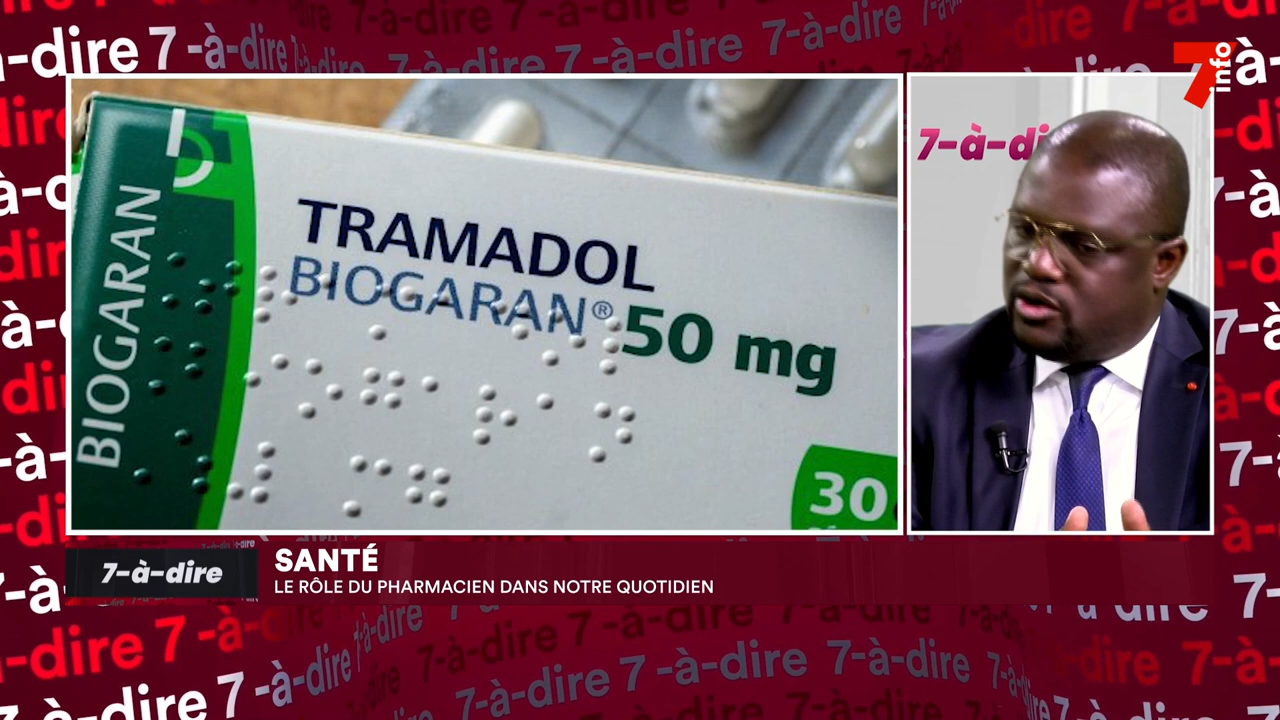 7 info
7-à-di
BIOGARAN
TRAMADOL
BIOGARAN® 50 mg
30
7-à-dire
SANTÉ
LE RÔLE DU PHARMACIEN DANS NOTRE QUOTIDIEN